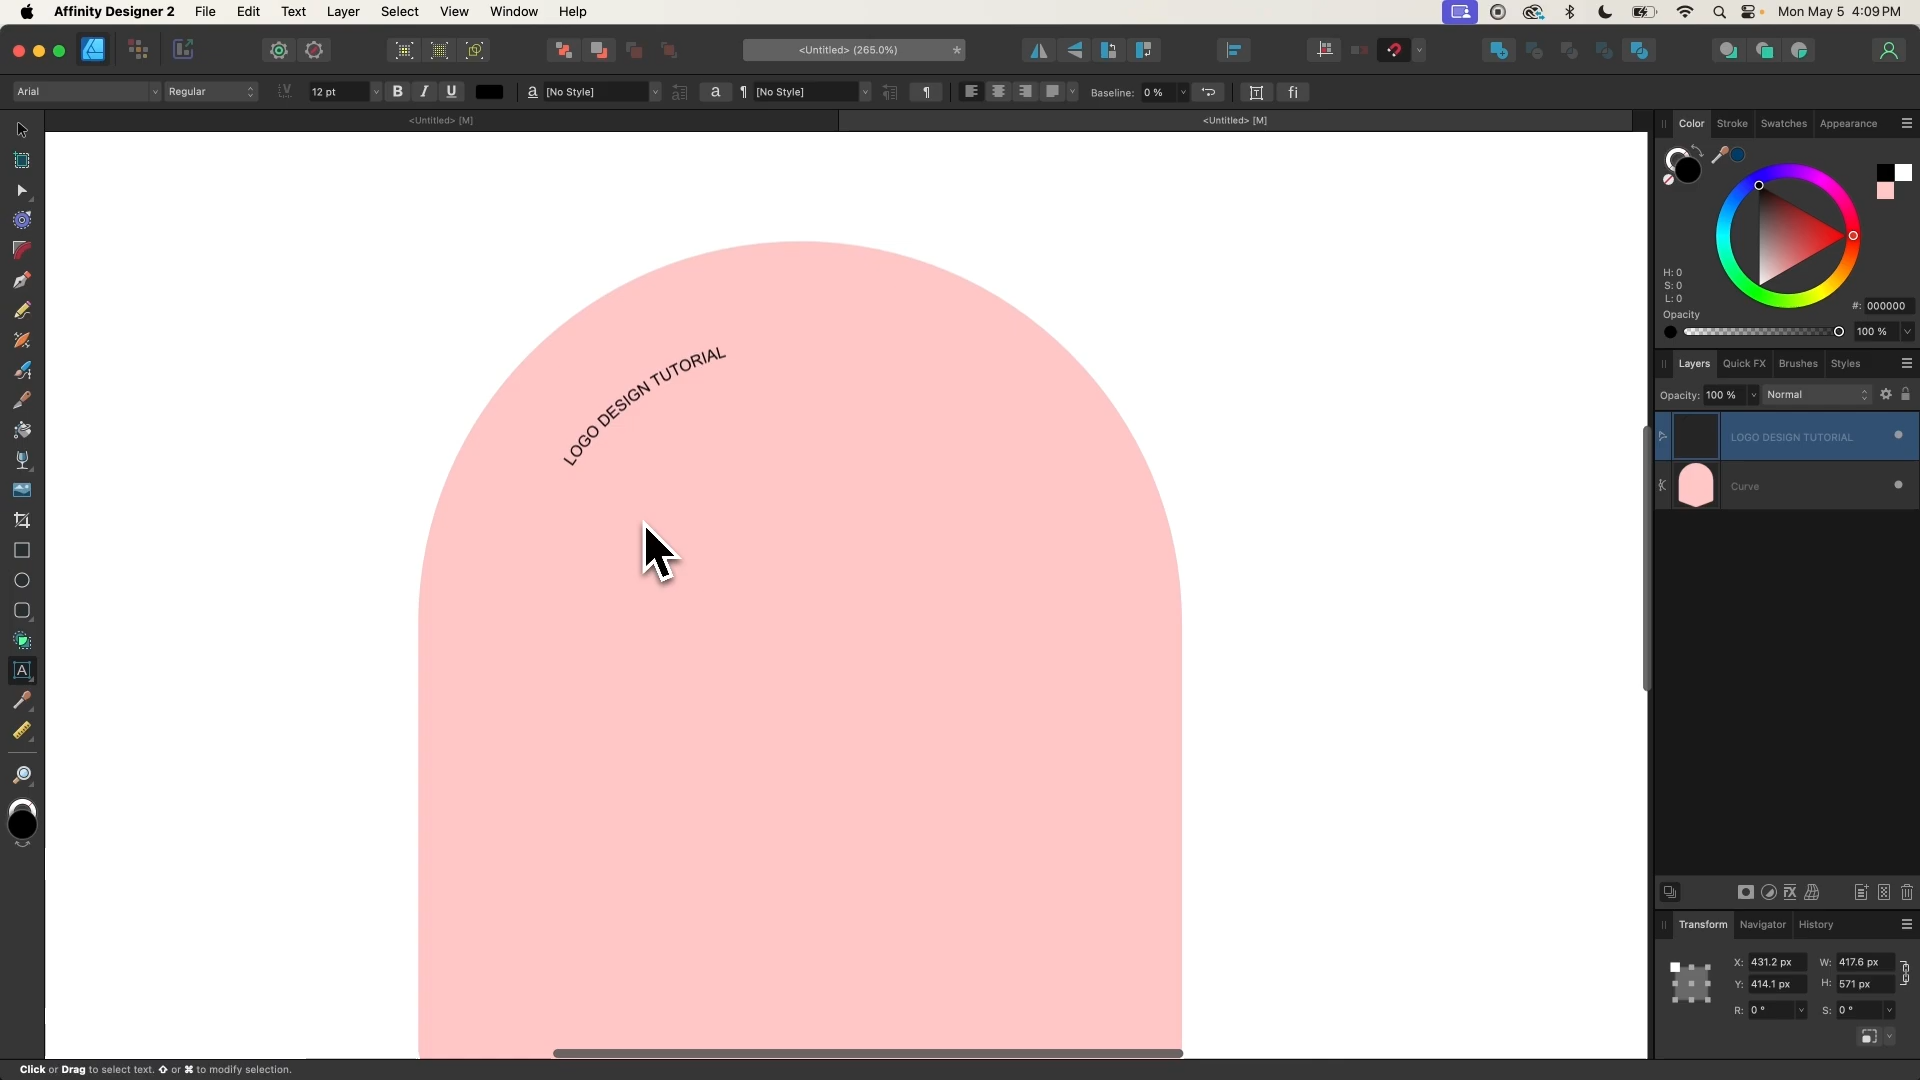 Affinity Designer 2 File Edit Text Layer Select View Window Help Mon May 5 4:09 PM
<Untitled> (265.0%) *
Arial Regular 12 pt B I U a [No Style] a ¶ [No Style] ¶ Baseline: 0 % fi
<Untitled> [M] <Untitled> [M]
Color Stroke Swatches Appearance
H: 0
S: 0
L: 0
#: 000000
Opacity
100 %
LOGO DESIGN TUTORIAL
Layers Quick FX Brushes Styles
Opacity: 100 % Normal
LOGO DESIGN TUTORIAL
Curve
A
Transform Navigator History
X: 431.2 px W: 417.6 px
Y: 414.1 px H: 571 px
R: 0 ° S: 0 °
Click or Drag to select text. ⇧ or ⌘ to modify selection.